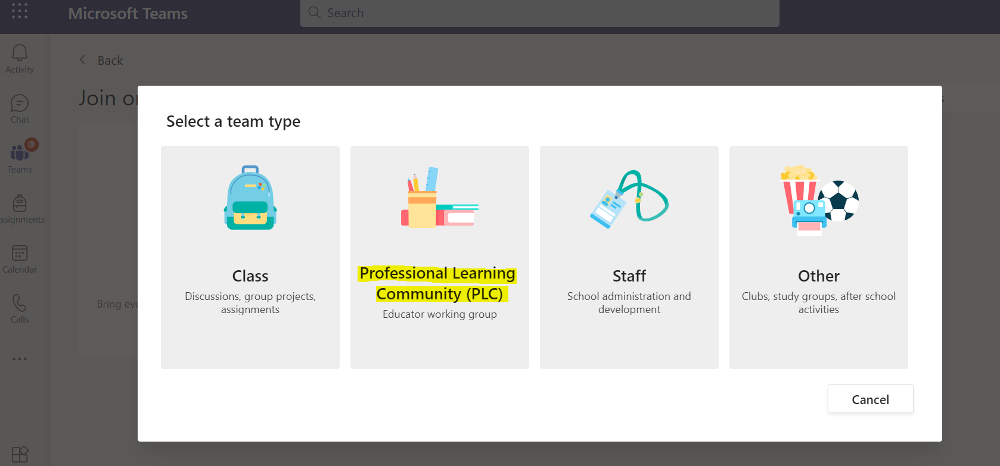 Microsoft Teams
Search
Activity
Chat
Teams
@
ssignments
Calendar
Calls
Back
Join or
Bring eve
Select a team type
Class
Discussions, group projects,
assignments
Professional Learning
Community (PLC)
Educator working group
Staff
School administration and
development
Other
Clubs, study groups, after school
activities
Cancel